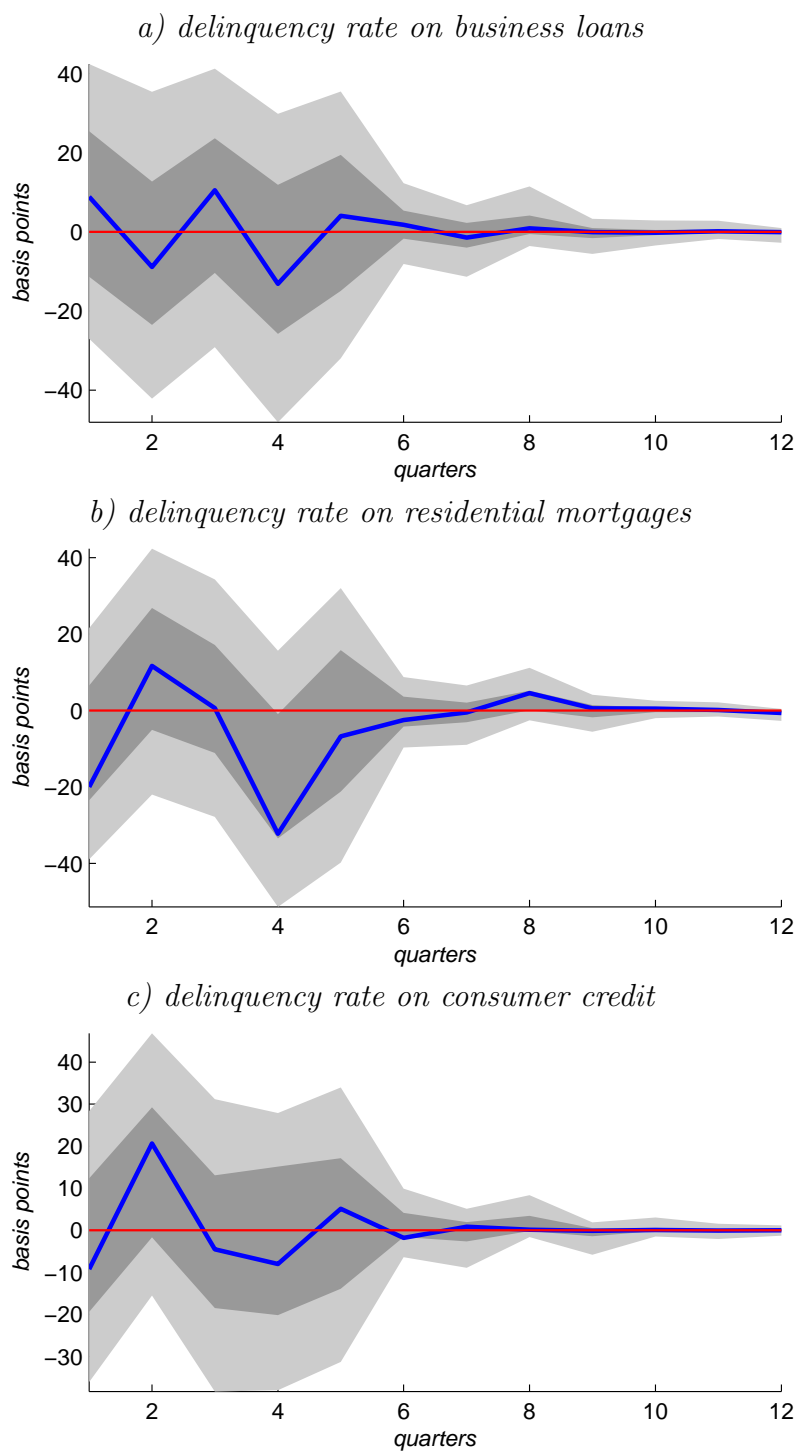 a) delinquency rate on business loans
40
20
0
−20
−40
basis points
2 4 6 8 10 12
quarters
b) delinquency rate on residential mortgages
40
20
0
−20
−40
basis points
2 4 6 8 10 12
quarters
c) delinquency rate on consumer credit
40
30
20
10
0
−10
−20
−30
basis points
2 4 6 8 10 12
quarters